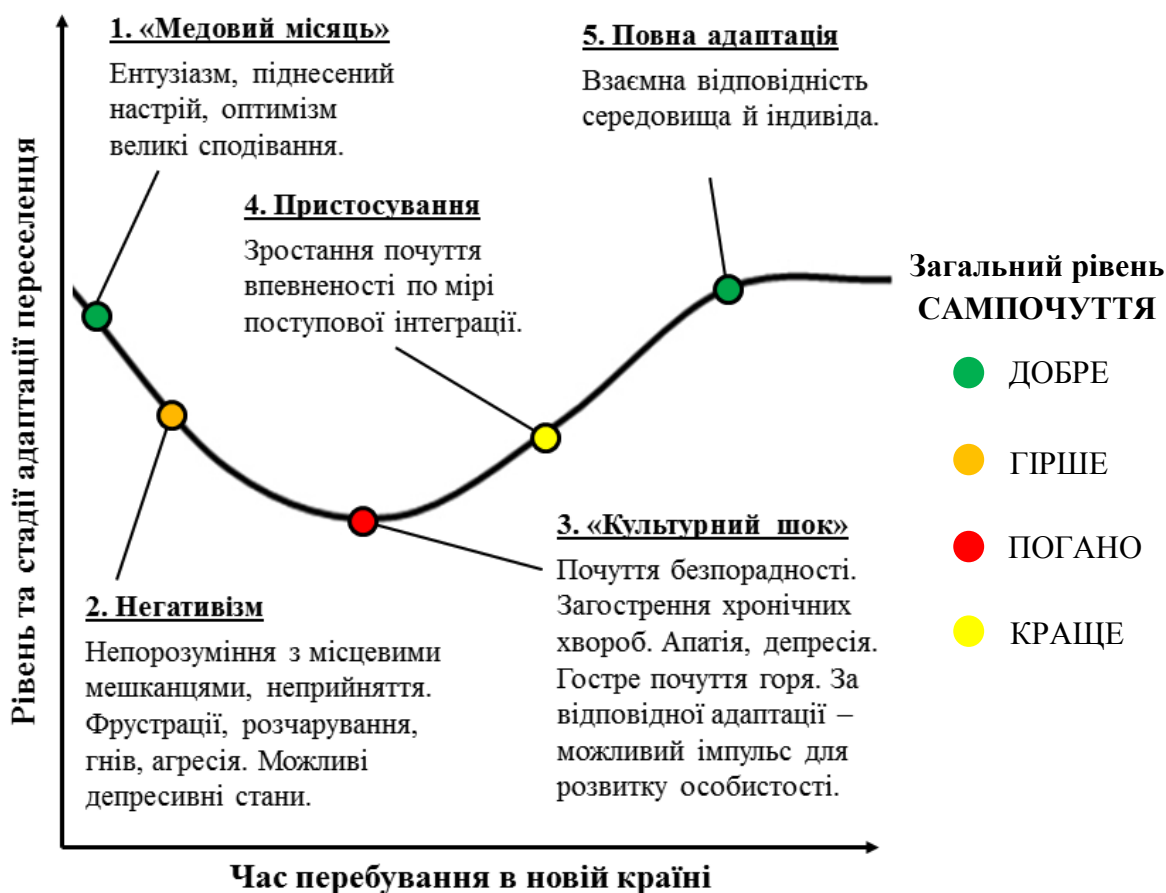 Рівень та стадії адаптації переселенця
1. «Медовий місяць»
Ентузіазм, піднесений
настрій, оптимізм
великі сподівання.
5. Повна адаптація
Взаємна відповідність
середовища й індивіда.
4. Пристосування
Зростання почуття
впевненості по мірі
поступової інтеграції.
2. Негативізм
Непорозуміння з місцевими
мешканцями, неприйняття.
Фрустрації, розчарування,
гнів, агресія. Можливі
депресивні стани.
3. «Культурний шок»
Почуття безпорадності.
Загострення хронічних
хвороб. Апатія, депресія.
Гостре почуття горя. За
відповідної адаптації –
можливий імпульс для
розвитку особистості.
Час перебування в новій країні
Загальний рівень
САМПОЧУТТЯ
ДОБРЕ
ГІРШЕ
ПОГАНО
КРАЩЕ